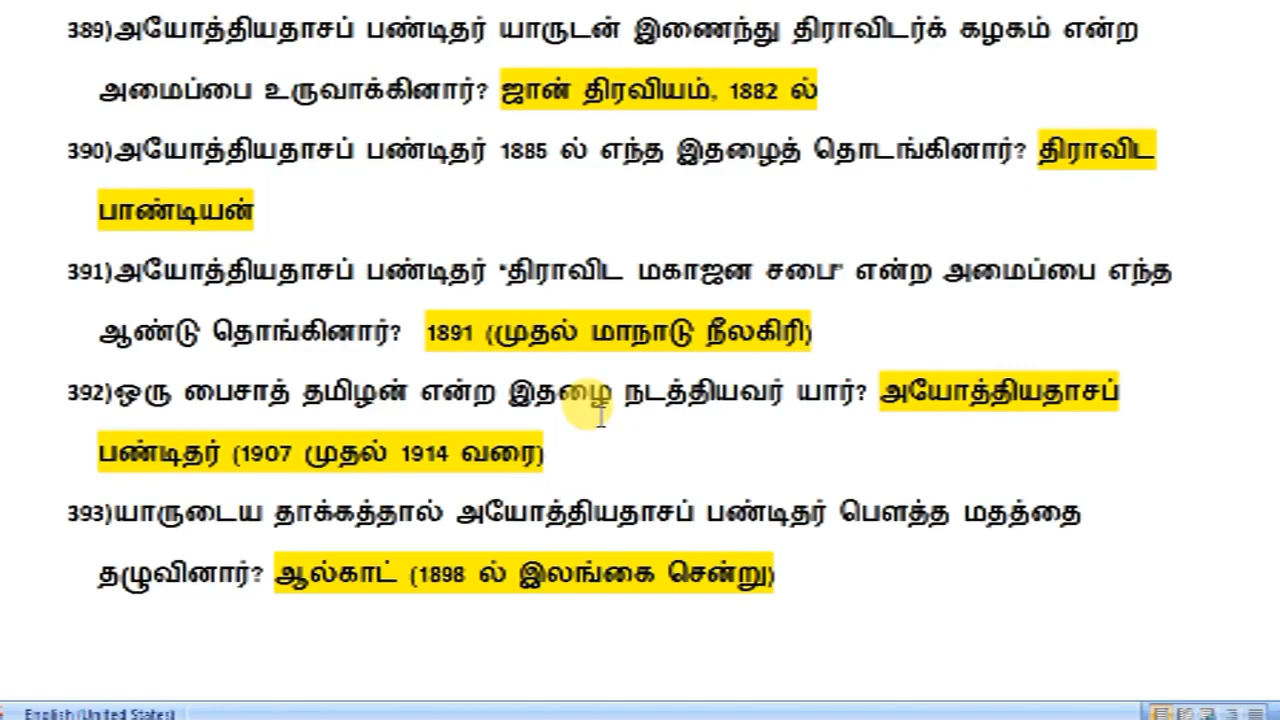 389)அயோத்தியதாசப் பண்டிதர் யாருடன் இணைந்து திராவிடர்க் கழகம் என்ற
அமைப்பை உருவாக்கினார்? ஜான் திரவியம், 1882 ல்
390)அயோத்தியதாசப் பண்டிதர் 1885 ல் எந்த இதழைத் தொடங்கினார்? திராவிட
பாண்டியன்
391)அயோத்தியதாசப் பண்டிதர் "திராவிட மகாஜன சபை" என்ற அமைப்பை எந்த
ஆண்டு தொங்கினார்? 1891 (முதல் மாநாடு நீலகிரி)
392)ஒரு பைசாத் தமிழன் என்ற இதழை நடத்தியவர் யார்? அயோத்தியதாசப்
பண்டிதர் (1907 முதல் 1914 வரை)
393)யாருடைய தாக்கத்தால் அயோத்தியதாசப் பண்டிதர் பௌத்த மதத்தை
தழுவினார்? ஆல்காட் (1898 ல் இலங்கை சென்று)
English (United States)